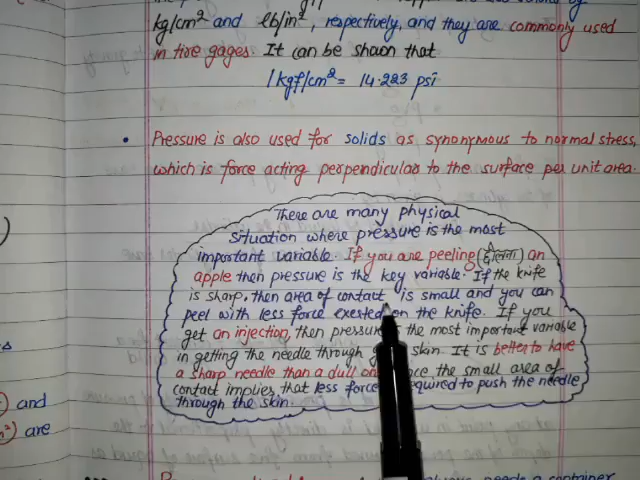 kg/cm² and lb/in², respectively, and they are commonly used
in tire gages. It can be shown that
1 kgf/cm² = 14.223 psi
• Pressure is also used for solids as synonymous to normal stress,
which is force acting perpendicular to the surface per unit area.
There are many physical
situation where pressure is the most
important variable. If you are peeling (छीलना) an
apple then pressure is the key variable. If the knife
is sharp, then area of contact is small and you can
peel with less force exerted on the knife. If you
get an injection, then pressure is the most important variable
in getting the needle through skin. It is better to have
a sharp needle than a dull one the small area of
contact implies that less force required to push the needle
through the skin.
and
are